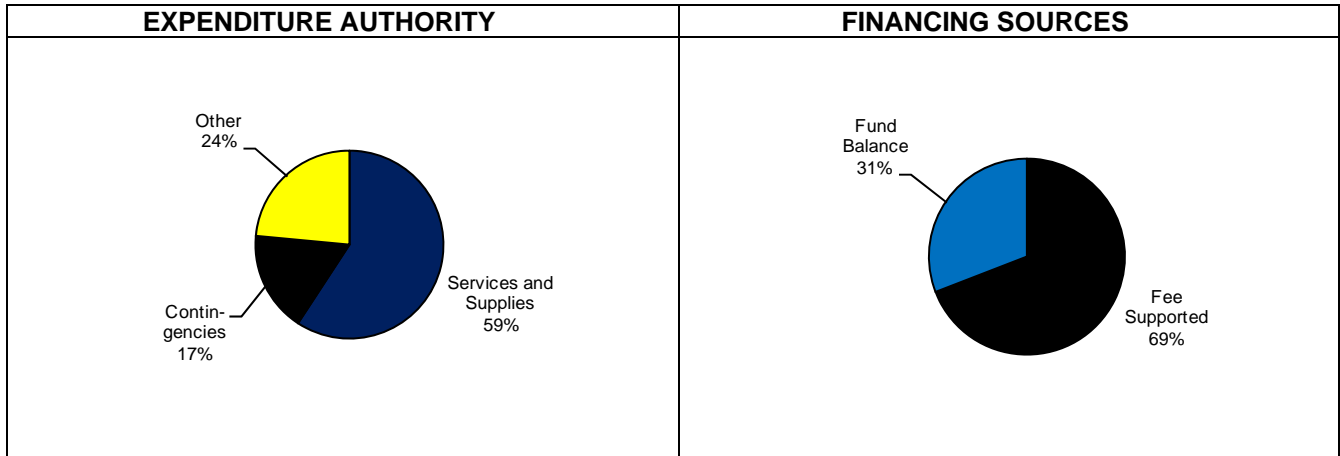 EXPENDITURE AUTHORITY
Other
24%
Contin-
gencies
17%
Services and
Supplies
59%
FINANCING SOURCES
Fund
Balance
31%
Fee
Supported
69%